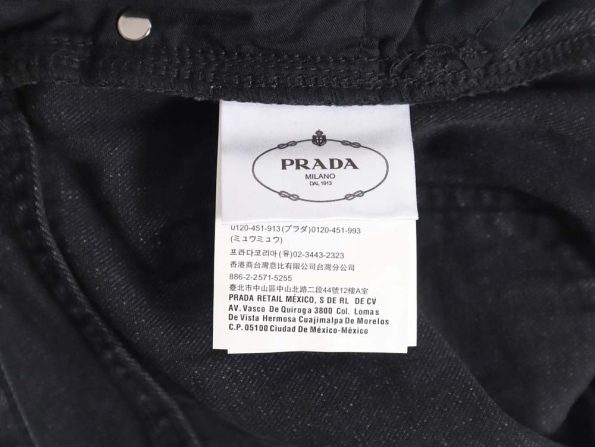 PRADA
MILANO
DAL 1913
0120-451-913(プラダ)0120-451-993
(ミュウミュウ)
프라다코리아(유)02-3443-2323
香港商台灣意比有限公司台灣分公司
886-2-2571-5255
臺北市中山區中山北路二段44號12樓A室
PRADA RETAIL MÉXICO, S DE RL DE CV
AV. Vasco De Quiroga 3800 Col. Lomas
De Vista Hermosa Cuajimalpa De Morelos
C.P. 05100 Ciudad De México-México